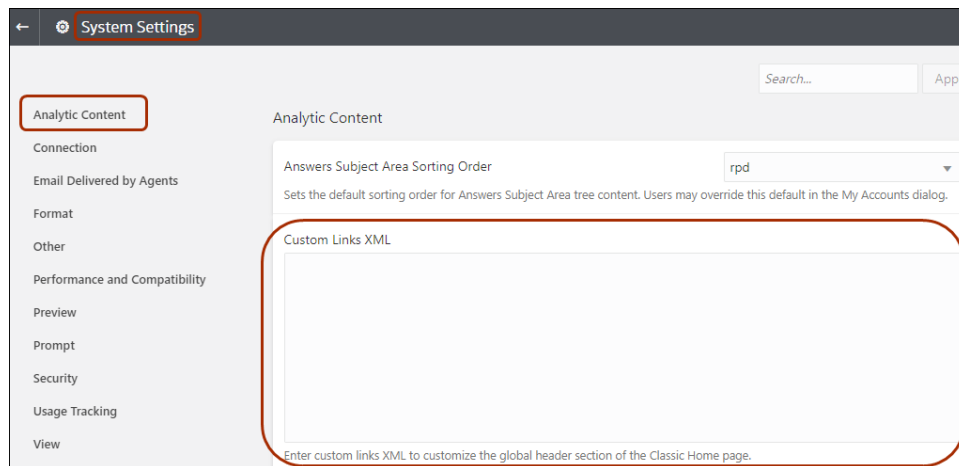 System Settings
Search...
App
Analytic Content
Connection
Email Delivered by Agents
Format
Other
Performance and Compatibility
Preview
Prompt
Security
Usage Tracking
View
Analytic Content
Answers Subject Area Sorting Order
rpd
Sets the default sorting order for Answers Subject Area tree content. Users may override this default in the My Accounts dialog.
Custom Links XML
Enter custom links XML to customize the global header section of the Classic Home page.